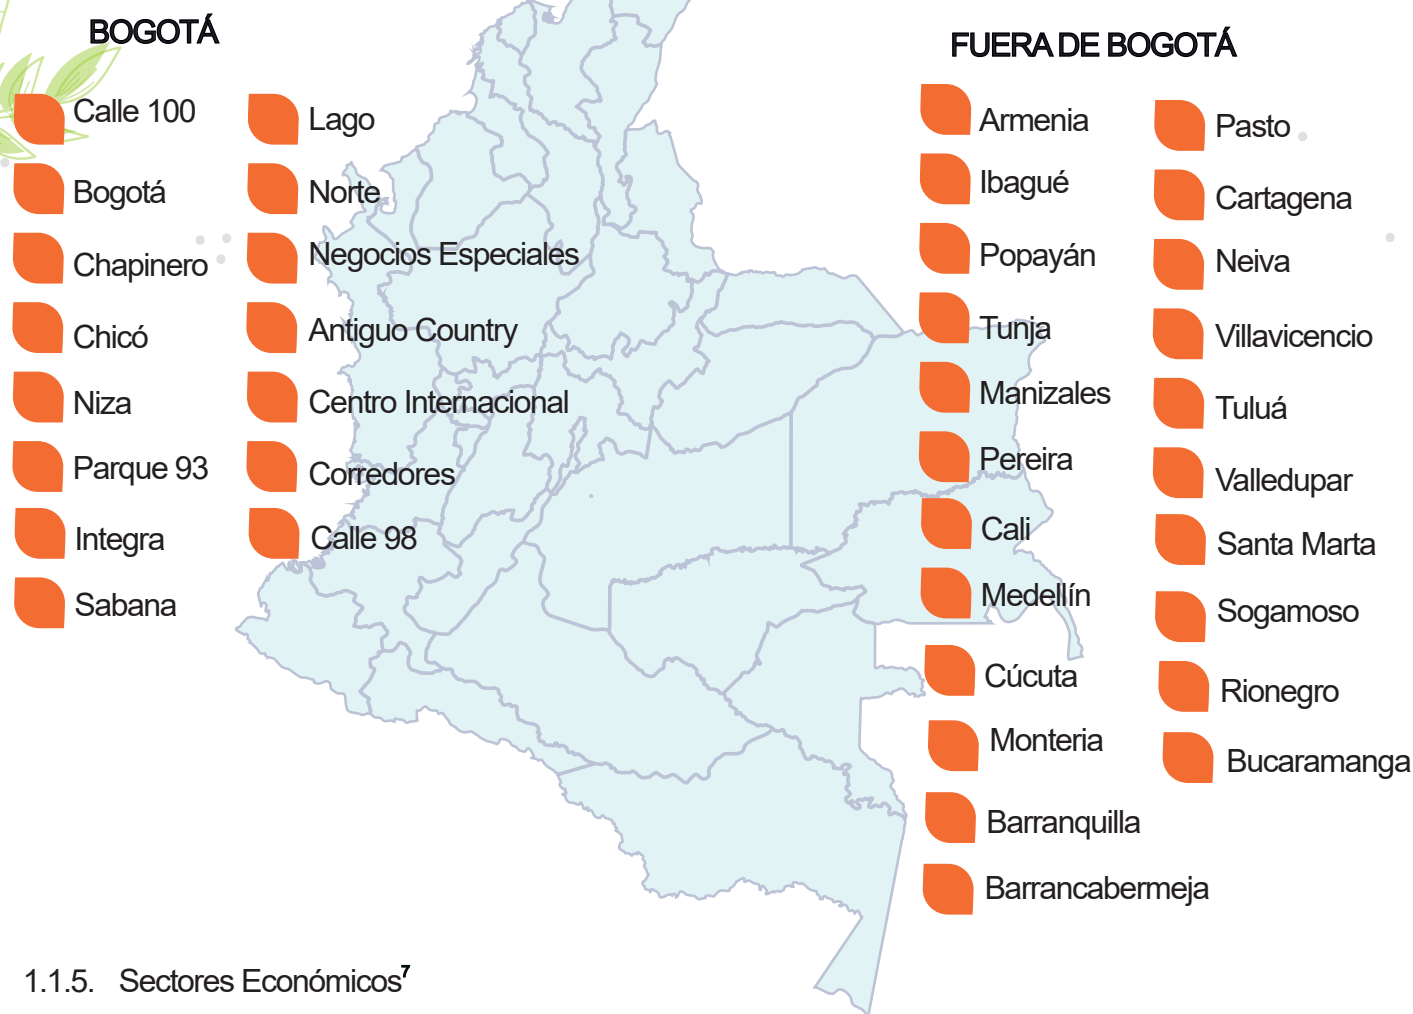 BOGOTÁ
Calle 100
Bogotá
Chapinero
Chicó
Niza
Parque 93
Integra
Sabana
Lago
Norte
Negocios Especiales
Antiguo Country
Centro Internacional
Corredores
Calle 98
FUERA DE BOGOTÁ
Armenia
Ibagué
Popayán
Tunja
Manizales
Pereira
Cali
Medellín
Cúcuta
Monteria
Barranquilla
Barrancabermeja
Pasto
Cartagena
Neiva
Villavicencio
Tuluá
Valledupar
Santa Marta
Sogamoso
Rionegro
Bucaramanga
1.1.5. Sectores Económicos⁷